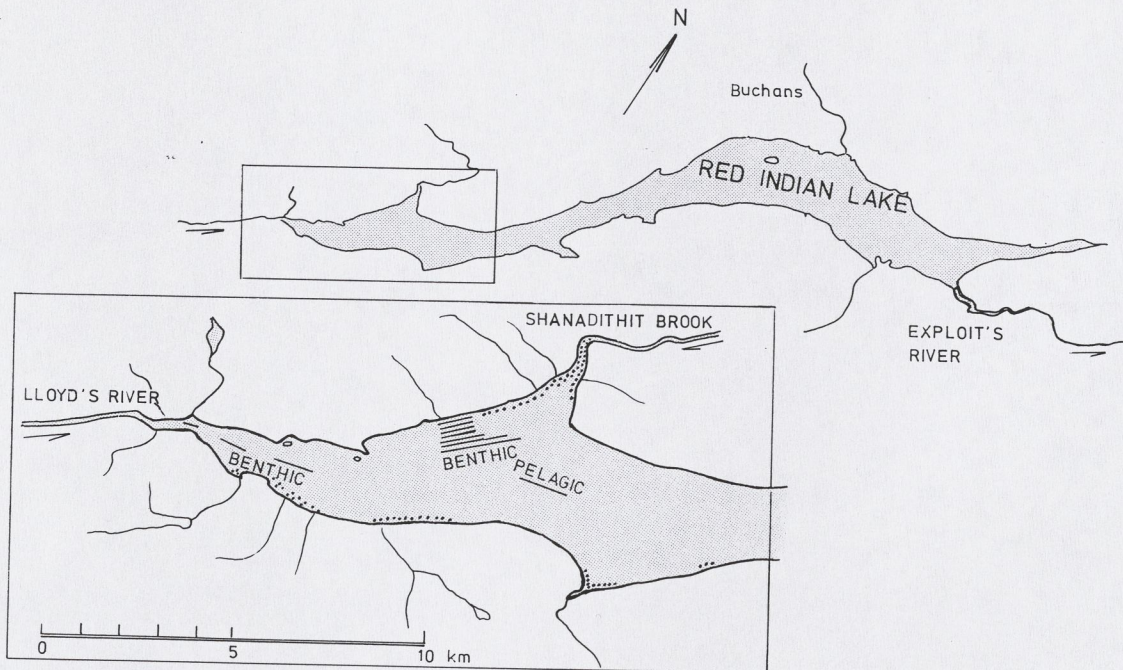 N
Buchans
RED INDIAN LAKE
EXPLOIT'S
RIVER
SHANADITHIT BROOK
LLOYD'S RIVER
BENTHIC
BENTHIC
PELAGIC
0 5 10 km